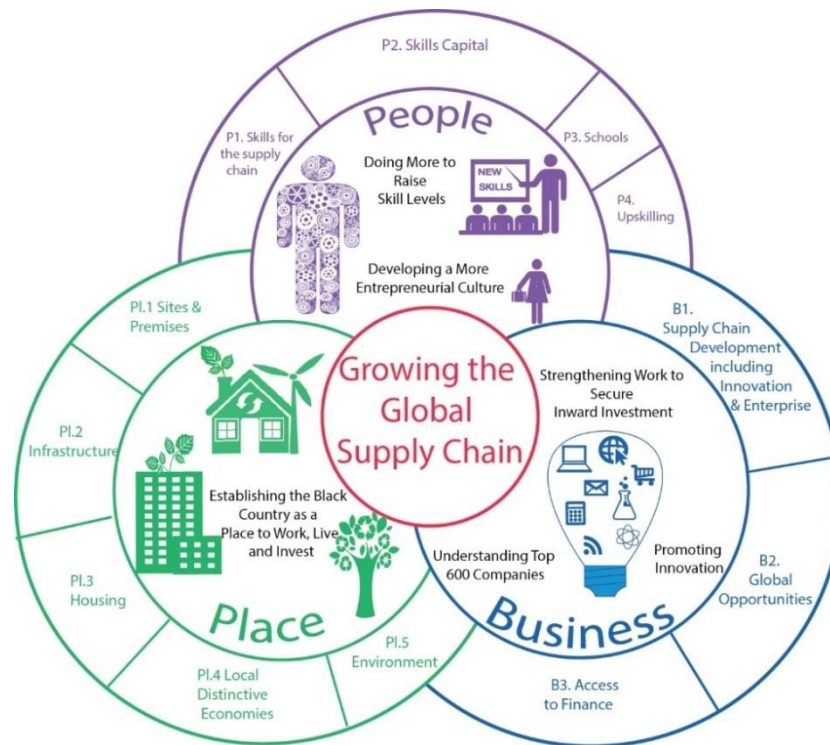 P2. Skills Capital
P1. Skills for
the supply
chain
P3. Schools
P4.
Upskilling
People
Doing More to
Raise
Skill Levels
NEW
SKILLS
Developing a More
Entrepreneurial Culture
Growing the
Global
Supply Chain
Pl.1 Sites &
Premises
Pl.2
Infrastructure
Pl.3
Housing
Pl.4 Local
Distinctive
Economies
Pl.5
Environment
Establishing the Black
Country as a
Place to Work, Live
and Invest
Place
B1.
Supply Chain
Development
including
Innovation
& Enterprise
B2.
Global
Opportunities
B3. Access
to Finance
Strengthening Work to
Secure
Inward Investment
Understanding Top
600 Companies
Promoting
Innovation
Business